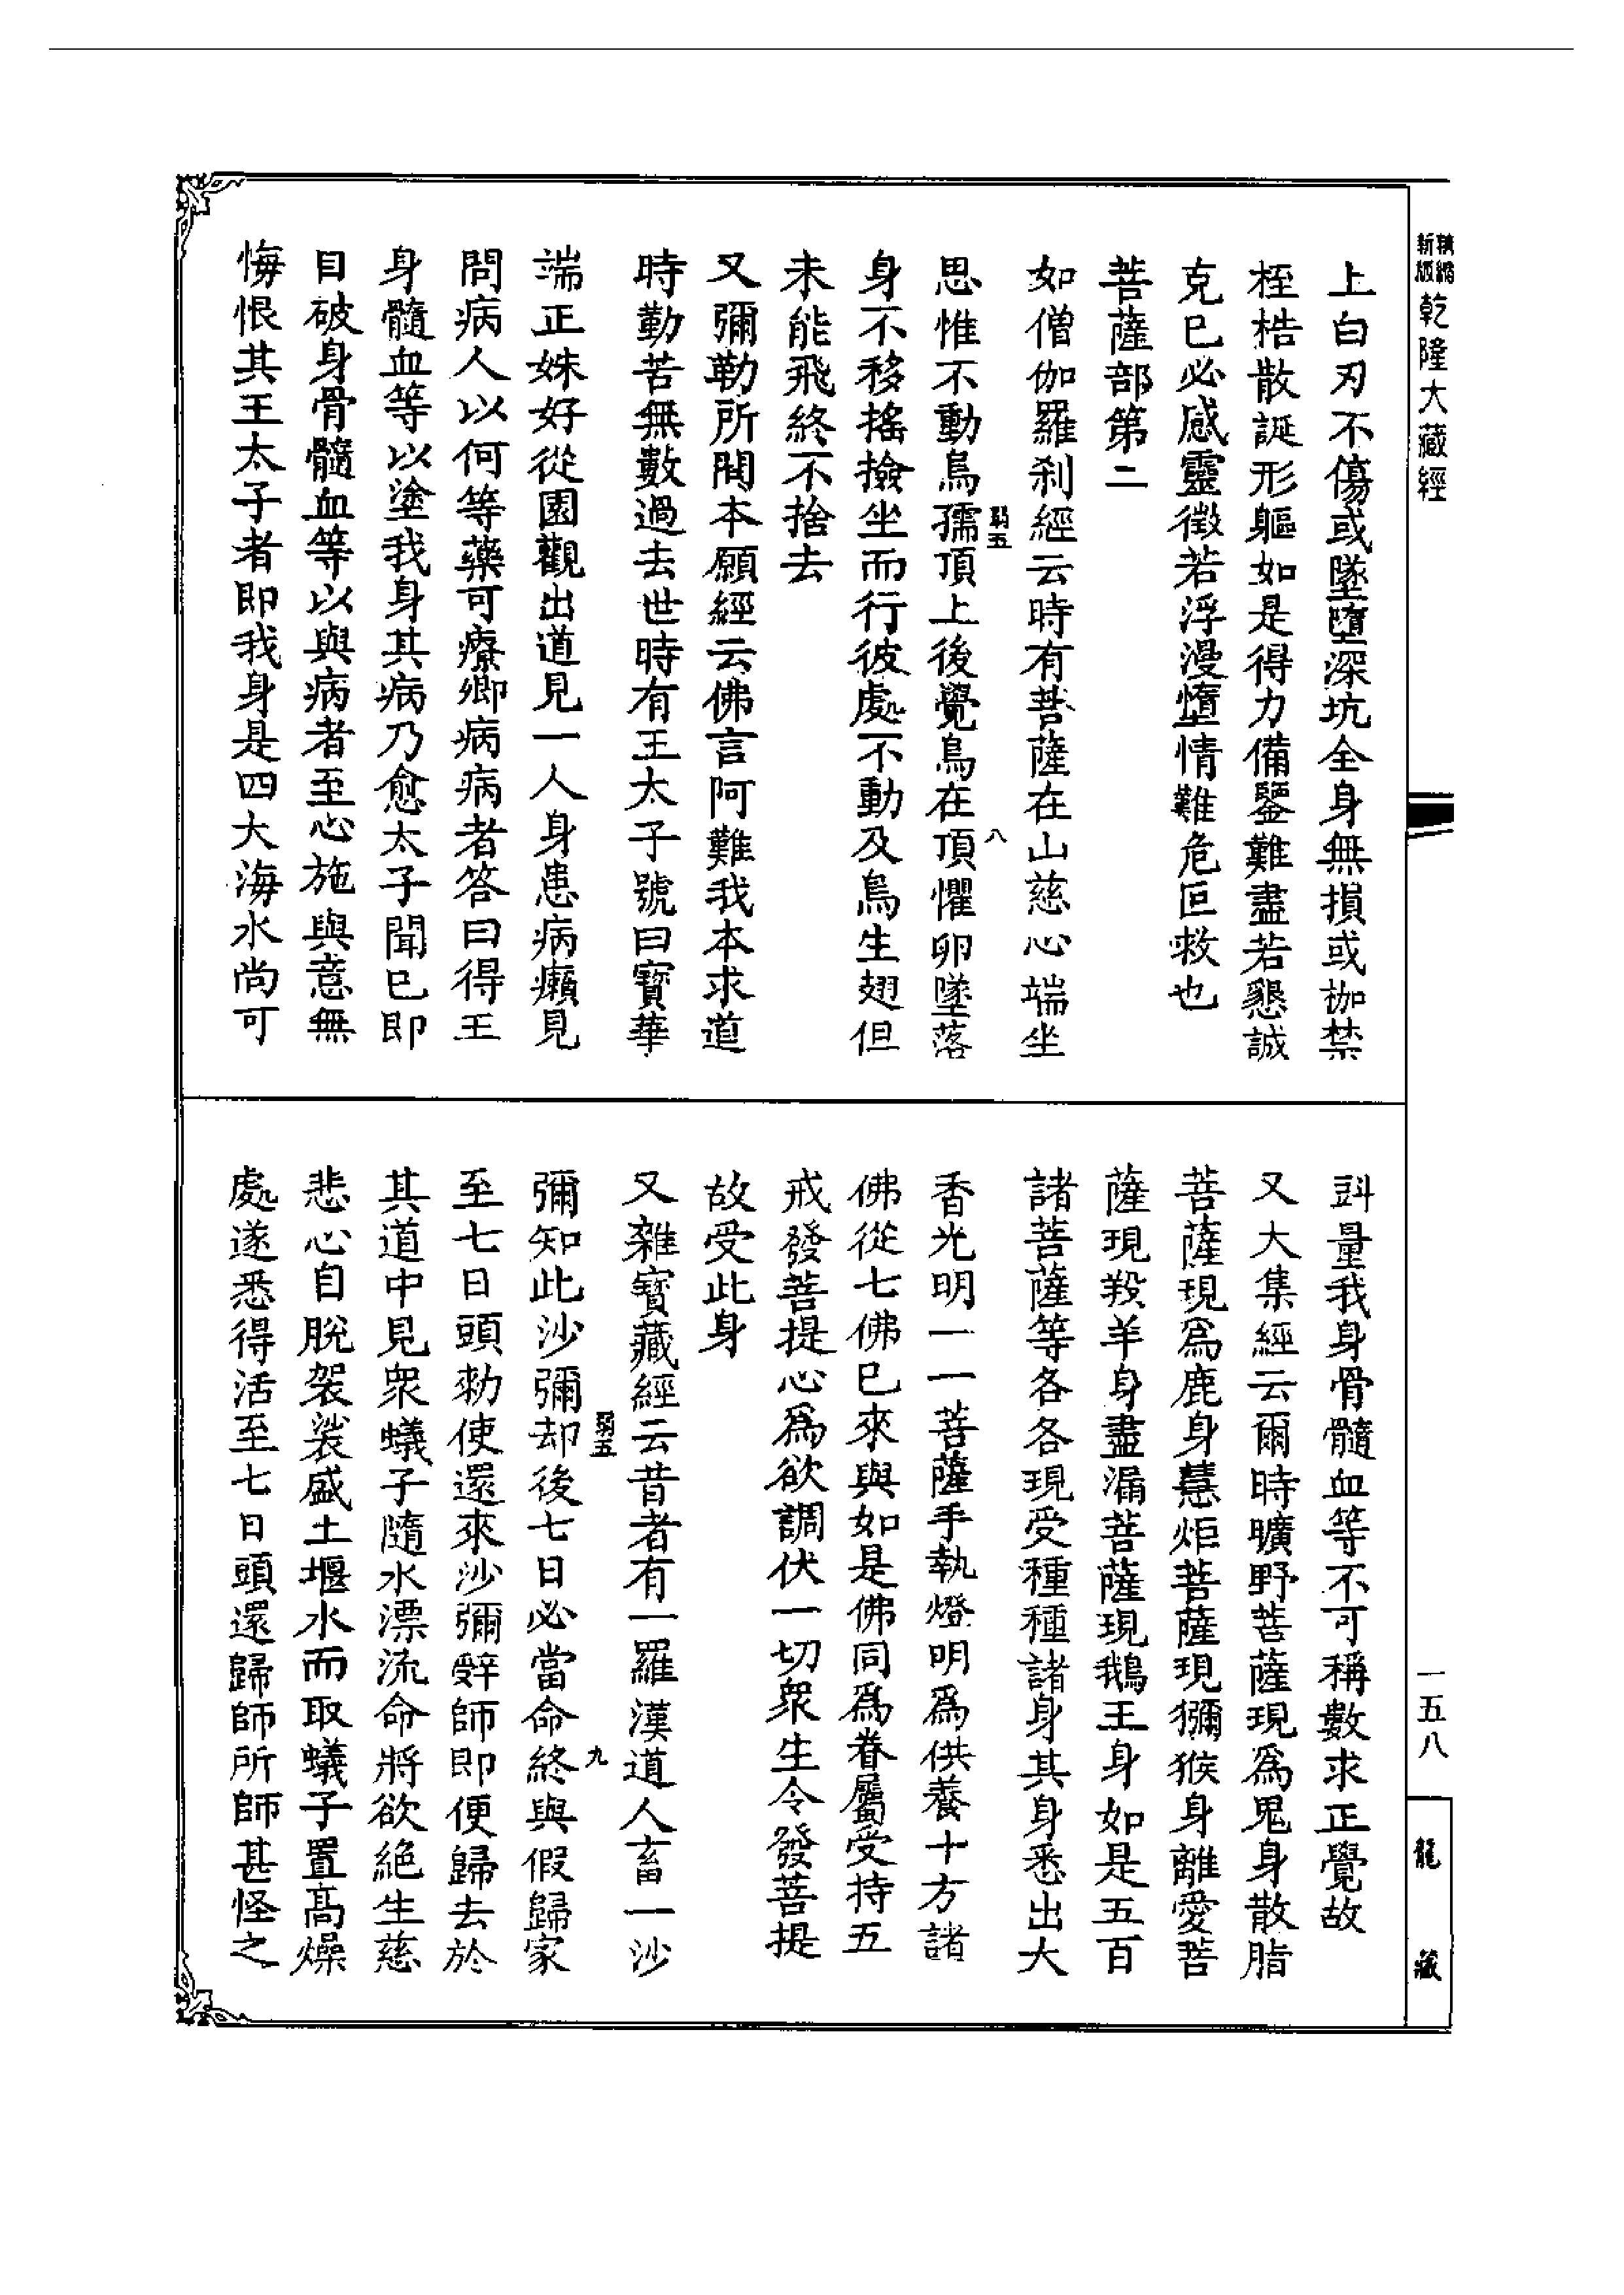 新縮
新版
乾隆大藏經
上白刃不傷或墜墮深坑全身無損或枷禁
桎梏散誕形軀如是得力備鑒難盡若懇誠
克已必感靈徵若浮漫墮情難危叵救也
菩薩部第二
如僧伽羅刹經云時有菩薩在山慈心端坐
弱五
八
思惟不動烏孺頂上後覺烏在頂懼卵墜落
身不移搖撿坐而行彼處不動及烏生翅但
未能飛終不捨去
又彌勒所問本願經云佛言阿難我本求道
時勤苦無數過去世時有王太子號曰寶華
端正姝好從園觀出道見一人身患病癩見
問病人以何等藥可療卿病病者答曰得王
身髓血等以塗我身其病乃愈太子聞已即
目破身骨髓血等以與病者至心施與意無
悔恨其王太子者即我身是四大海水尚可
㪷量我身骨髓血等不可稱數求正覺故
又大集經云爾時曠野菩薩現爲鬼身散脂
菩薩現爲鹿身慧炬菩薩現獼猴身離愛菩
薩現羖羊身盡漏菩薩現鵝王身如是五百
諸菩薩等各各現受種種諸身其身悉出大
香光明一一菩薩手執燈明爲供養十方諸
佛從七佛已來與如是佛同爲眷屬受持五
戒發菩提心爲欲調伏一切衆生令發菩提
故受此身
又雜寶藏經云昔者有一羅漢道人畜一沙
弱五
九
彌知此沙彌却後七日必當命終與假歸家
至七日頭勑使還來沙彌辤師即便歸去於
其道中見衆蟻子隨水漂流命將欲絕生慈
悲心自脫袈裟盛土堰水而取蟻子置高燥
處遂悉得活至七日頭還歸師所師甚怪之
一五八
龍藏